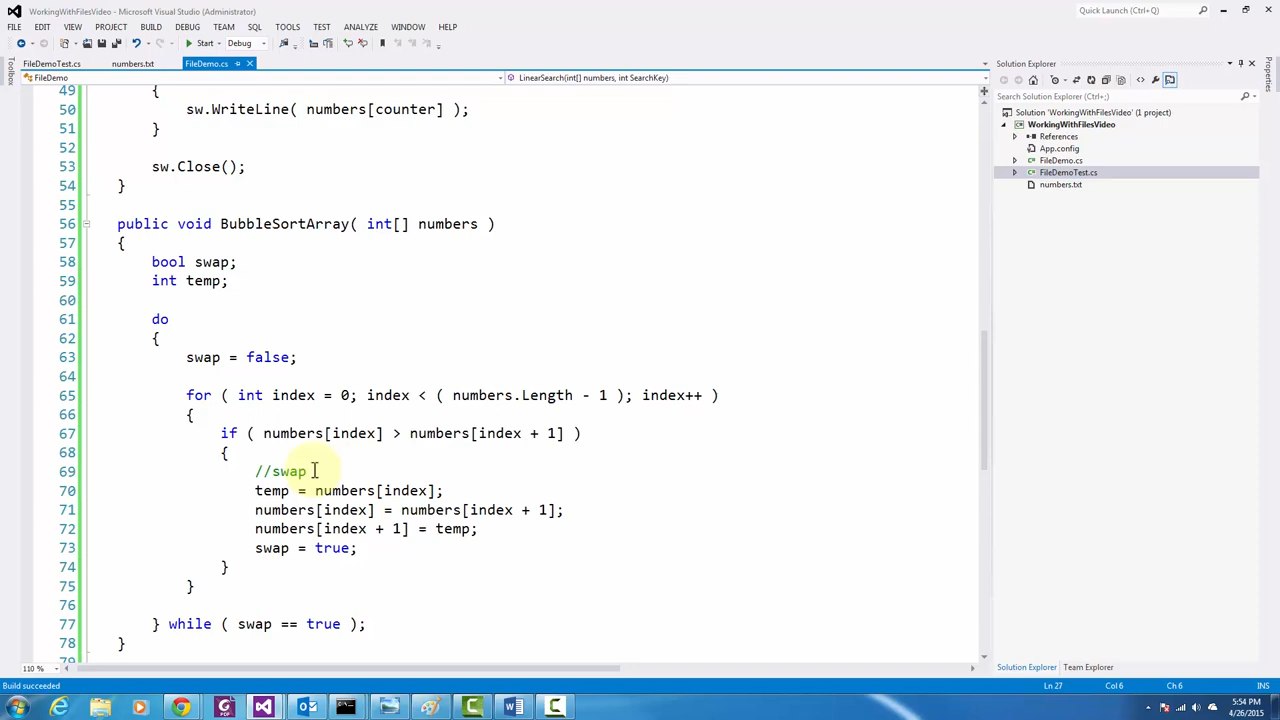 WorkingWithFilesVideo - Microsoft Visual Studio (Administrator)
Quick Launch (Ctrl+Q)
FILE EDIT VIEW PROJECT BUILD DEBUG TEAM SQL TOOLS TEST ANALYZE WINDOW HELP
Start Debug
FileDemoTest.cs numbers.txt FileDemo.cs
Solution Explorer
Toolbox
Properties
FileDemo LinearSearch(int[] numbers, int SearchKey)
Search Solution Explorer (Ctrl+;)
Solution 'WorkingWithFilesVideo' (1 project)
WorkingWithFilesVideo
References
App.config
FileDemo.cs
FileDemoTest.cs
numbers.txt
49 {
50 sw.WriteLine( numbers[counter] );
51 }
52
53 sw.Close();
54 }
55
56 public void BubbleSortArray( int[] numbers )
57 {
58 bool swap;
59 int temp;
60
61 do
62 {
63 swap = false;
64
65 for ( int index = 0; index < ( numbers.Length - 1 ); index++ )
66 {
67 if ( numbers[index] > numbers[index + 1] )
68 {
69 //swap
70 temp = numbers[index];
71 numbers[index] = numbers[index + 1];
72 numbers[index + 1] = temp;
73 swap = true;
74 }
75 }
76
77 } while ( swap == true );
78 }
79
110 %
Solution Explorer Team Explorer
Build succeeded Ln 27 Col 6 Ch 6 INS
5:54 PM
4/26/2015